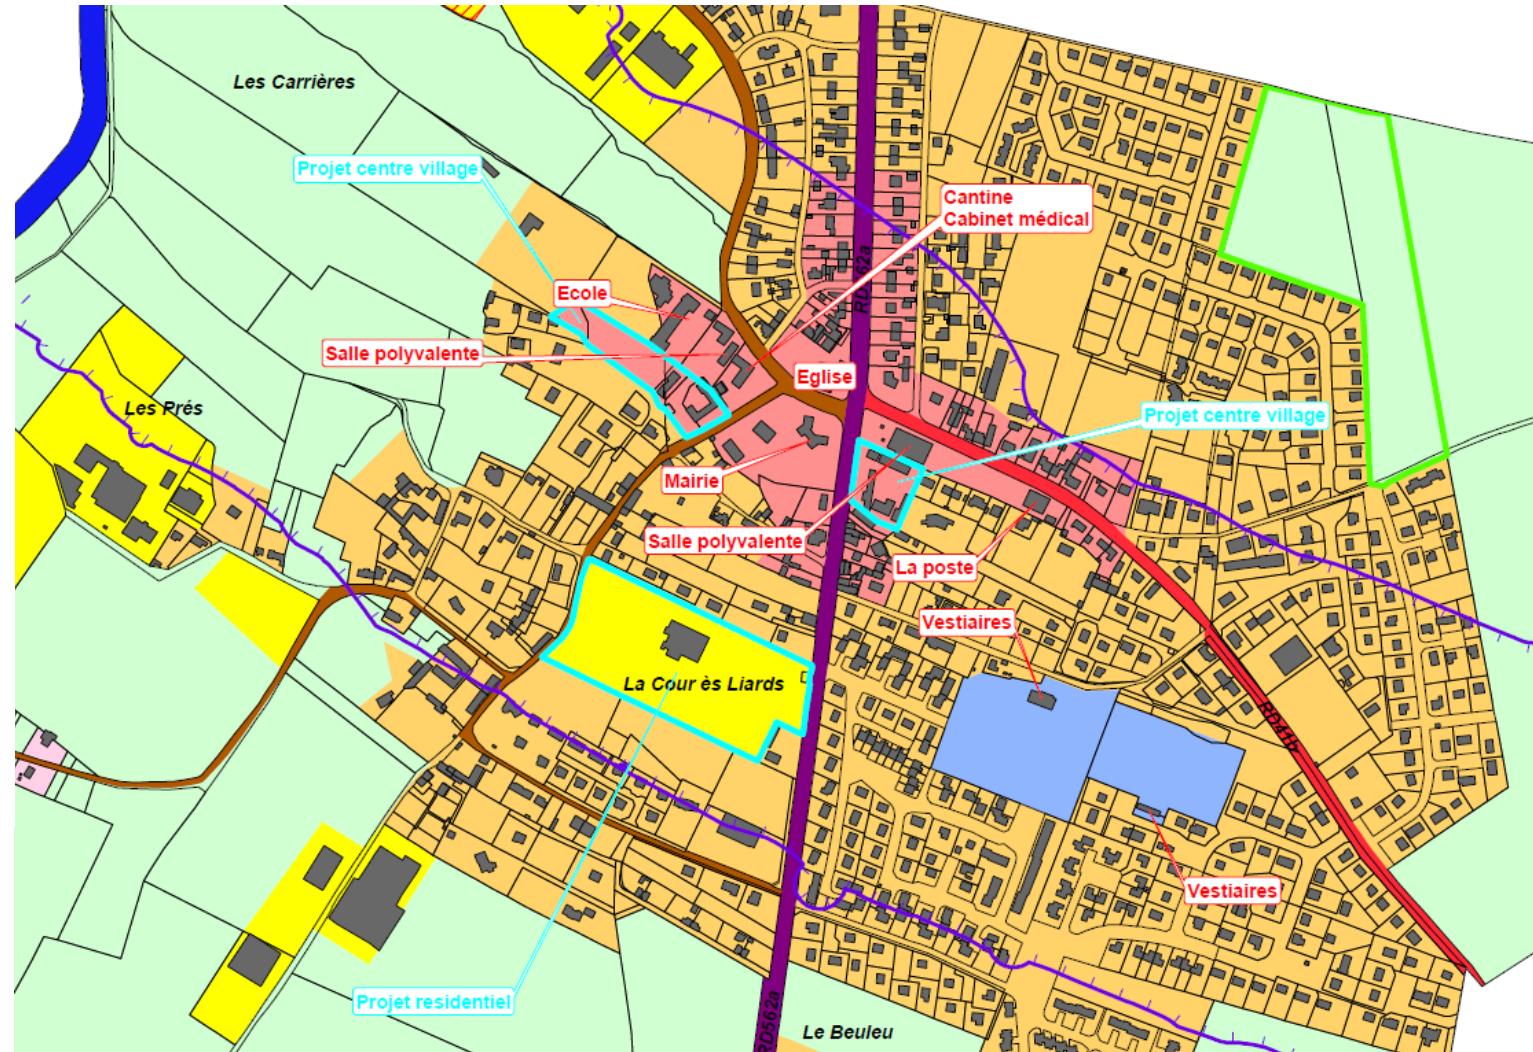 Les Carrières
Projet centre village
Cantine
Cabinet médical
RD562a
Ecole
Salle polyvalente
Eglise
Les Prés
Projet centre village
Mairie
Salle polyvalente
La poste
Vestiaires
La Cour ès Liards
RD41b
Vestiaires
Projet residentiel
RD562a
Le Beuleu